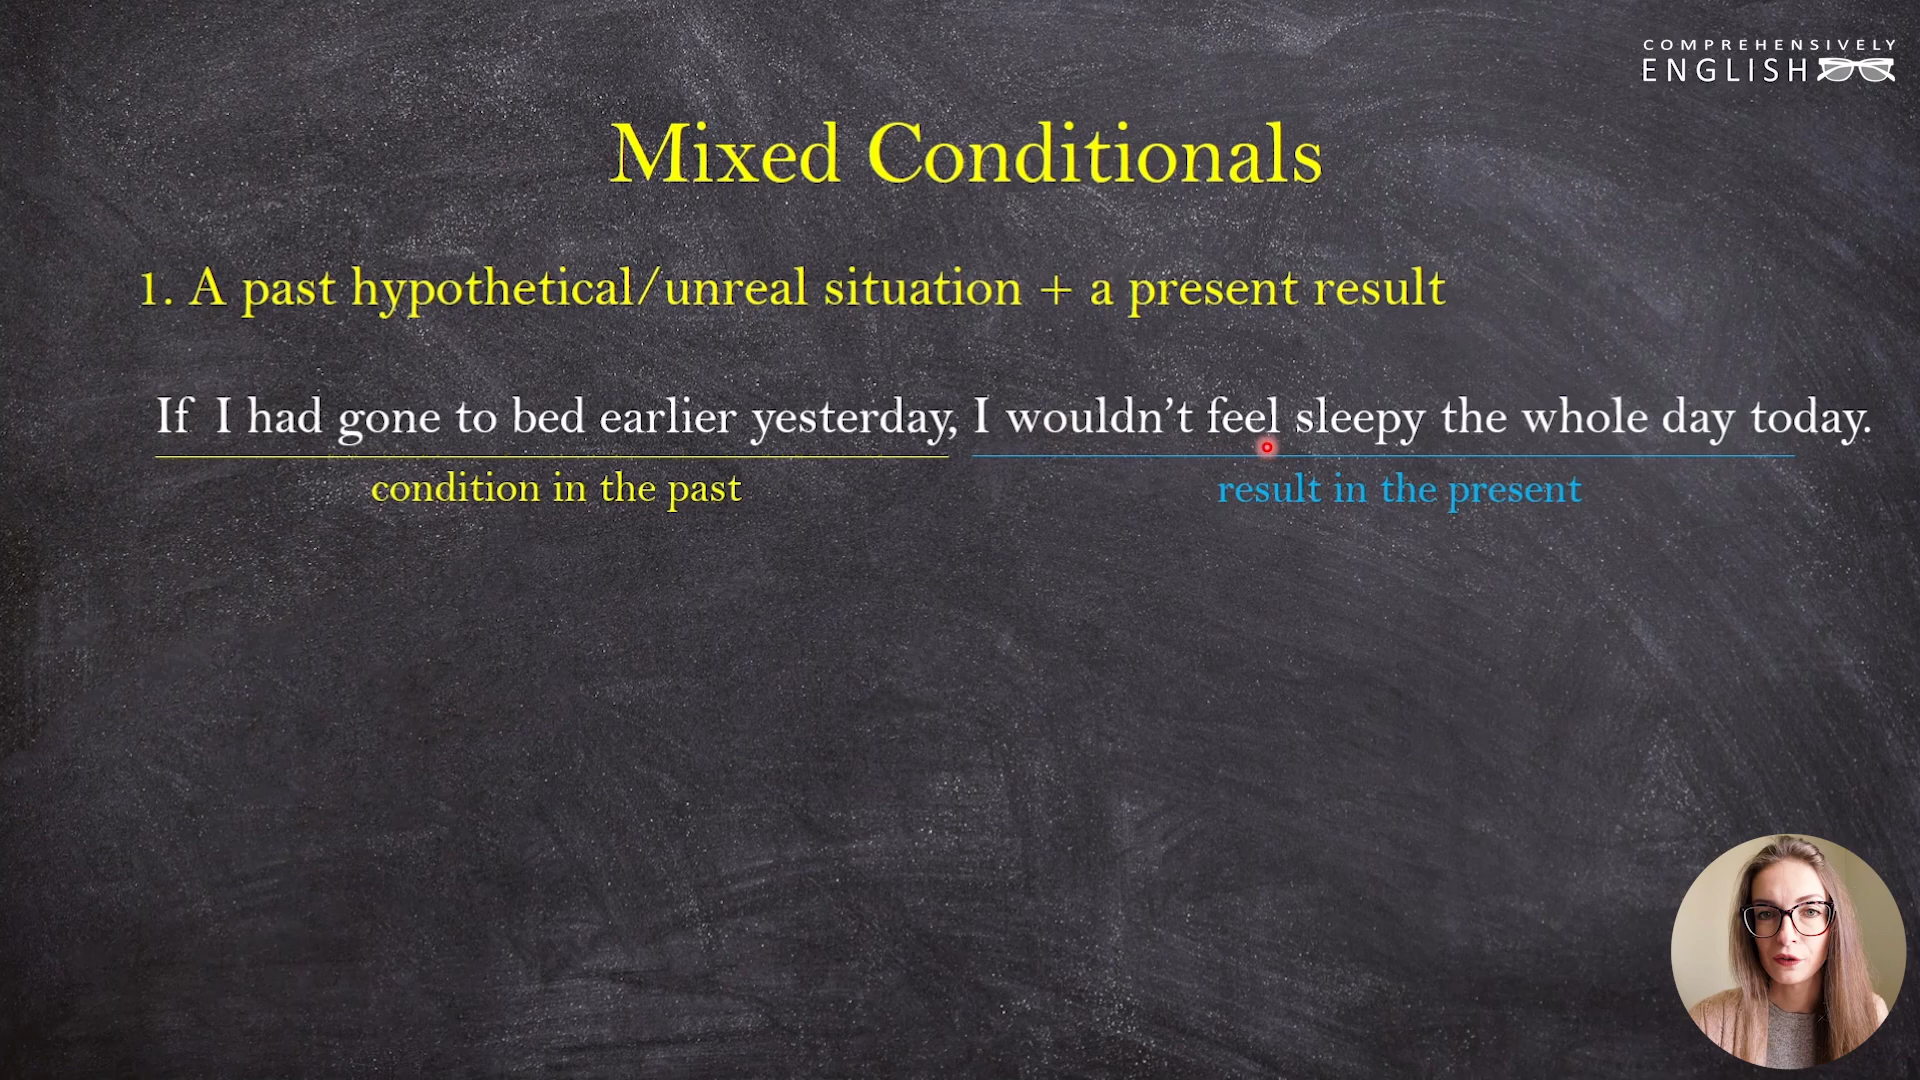 COMPREHENSIVELY
ENGLISH
Mixed Conditionals
1. A past hypothetical/unreal situation + a present result
If I had gone to bed earlier yesterday, I wouldn't feel sleepy the whole day today.
condition in the past result in the present